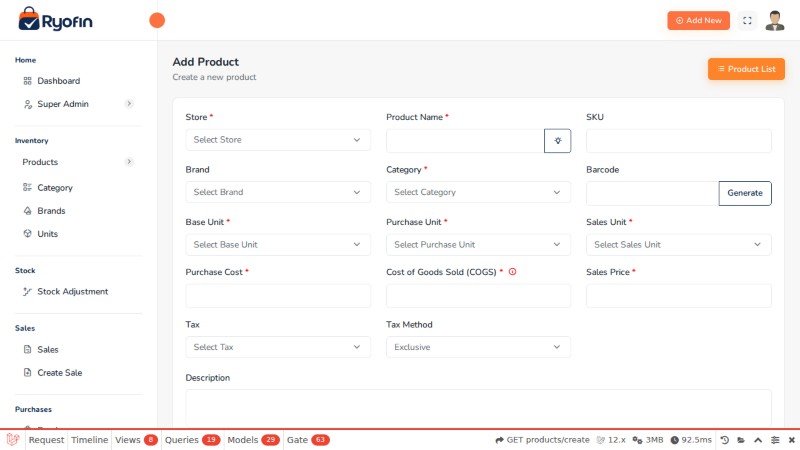 Ryofin
Add New
Home
Dashboard
Super Admin
Inventory
Products
Category
Brands
Units
Stock
Stock Adjustment
Sales
Sales
Create Sale
Purchases
Add Product
Create a new product
Product List
Store *
Select Store
Product Name *
SKU
Brand
Select Brand
Category *
Select Category
Barcode
Generate
Base Unit *
Select Base Unit
Purchase Unit *
Select Purchase Unit
Sales Unit *
Select Sales Unit
Purchase Cost *
Cost of Goods Sold (COGS) *
Sales Price *
Tax
Select Tax
Tax Method
Exclusive
Description
Request Timeline Views 8 Queries 19 Models 29 Gate 63 GET products/create 12.x 3MB 92.5ms